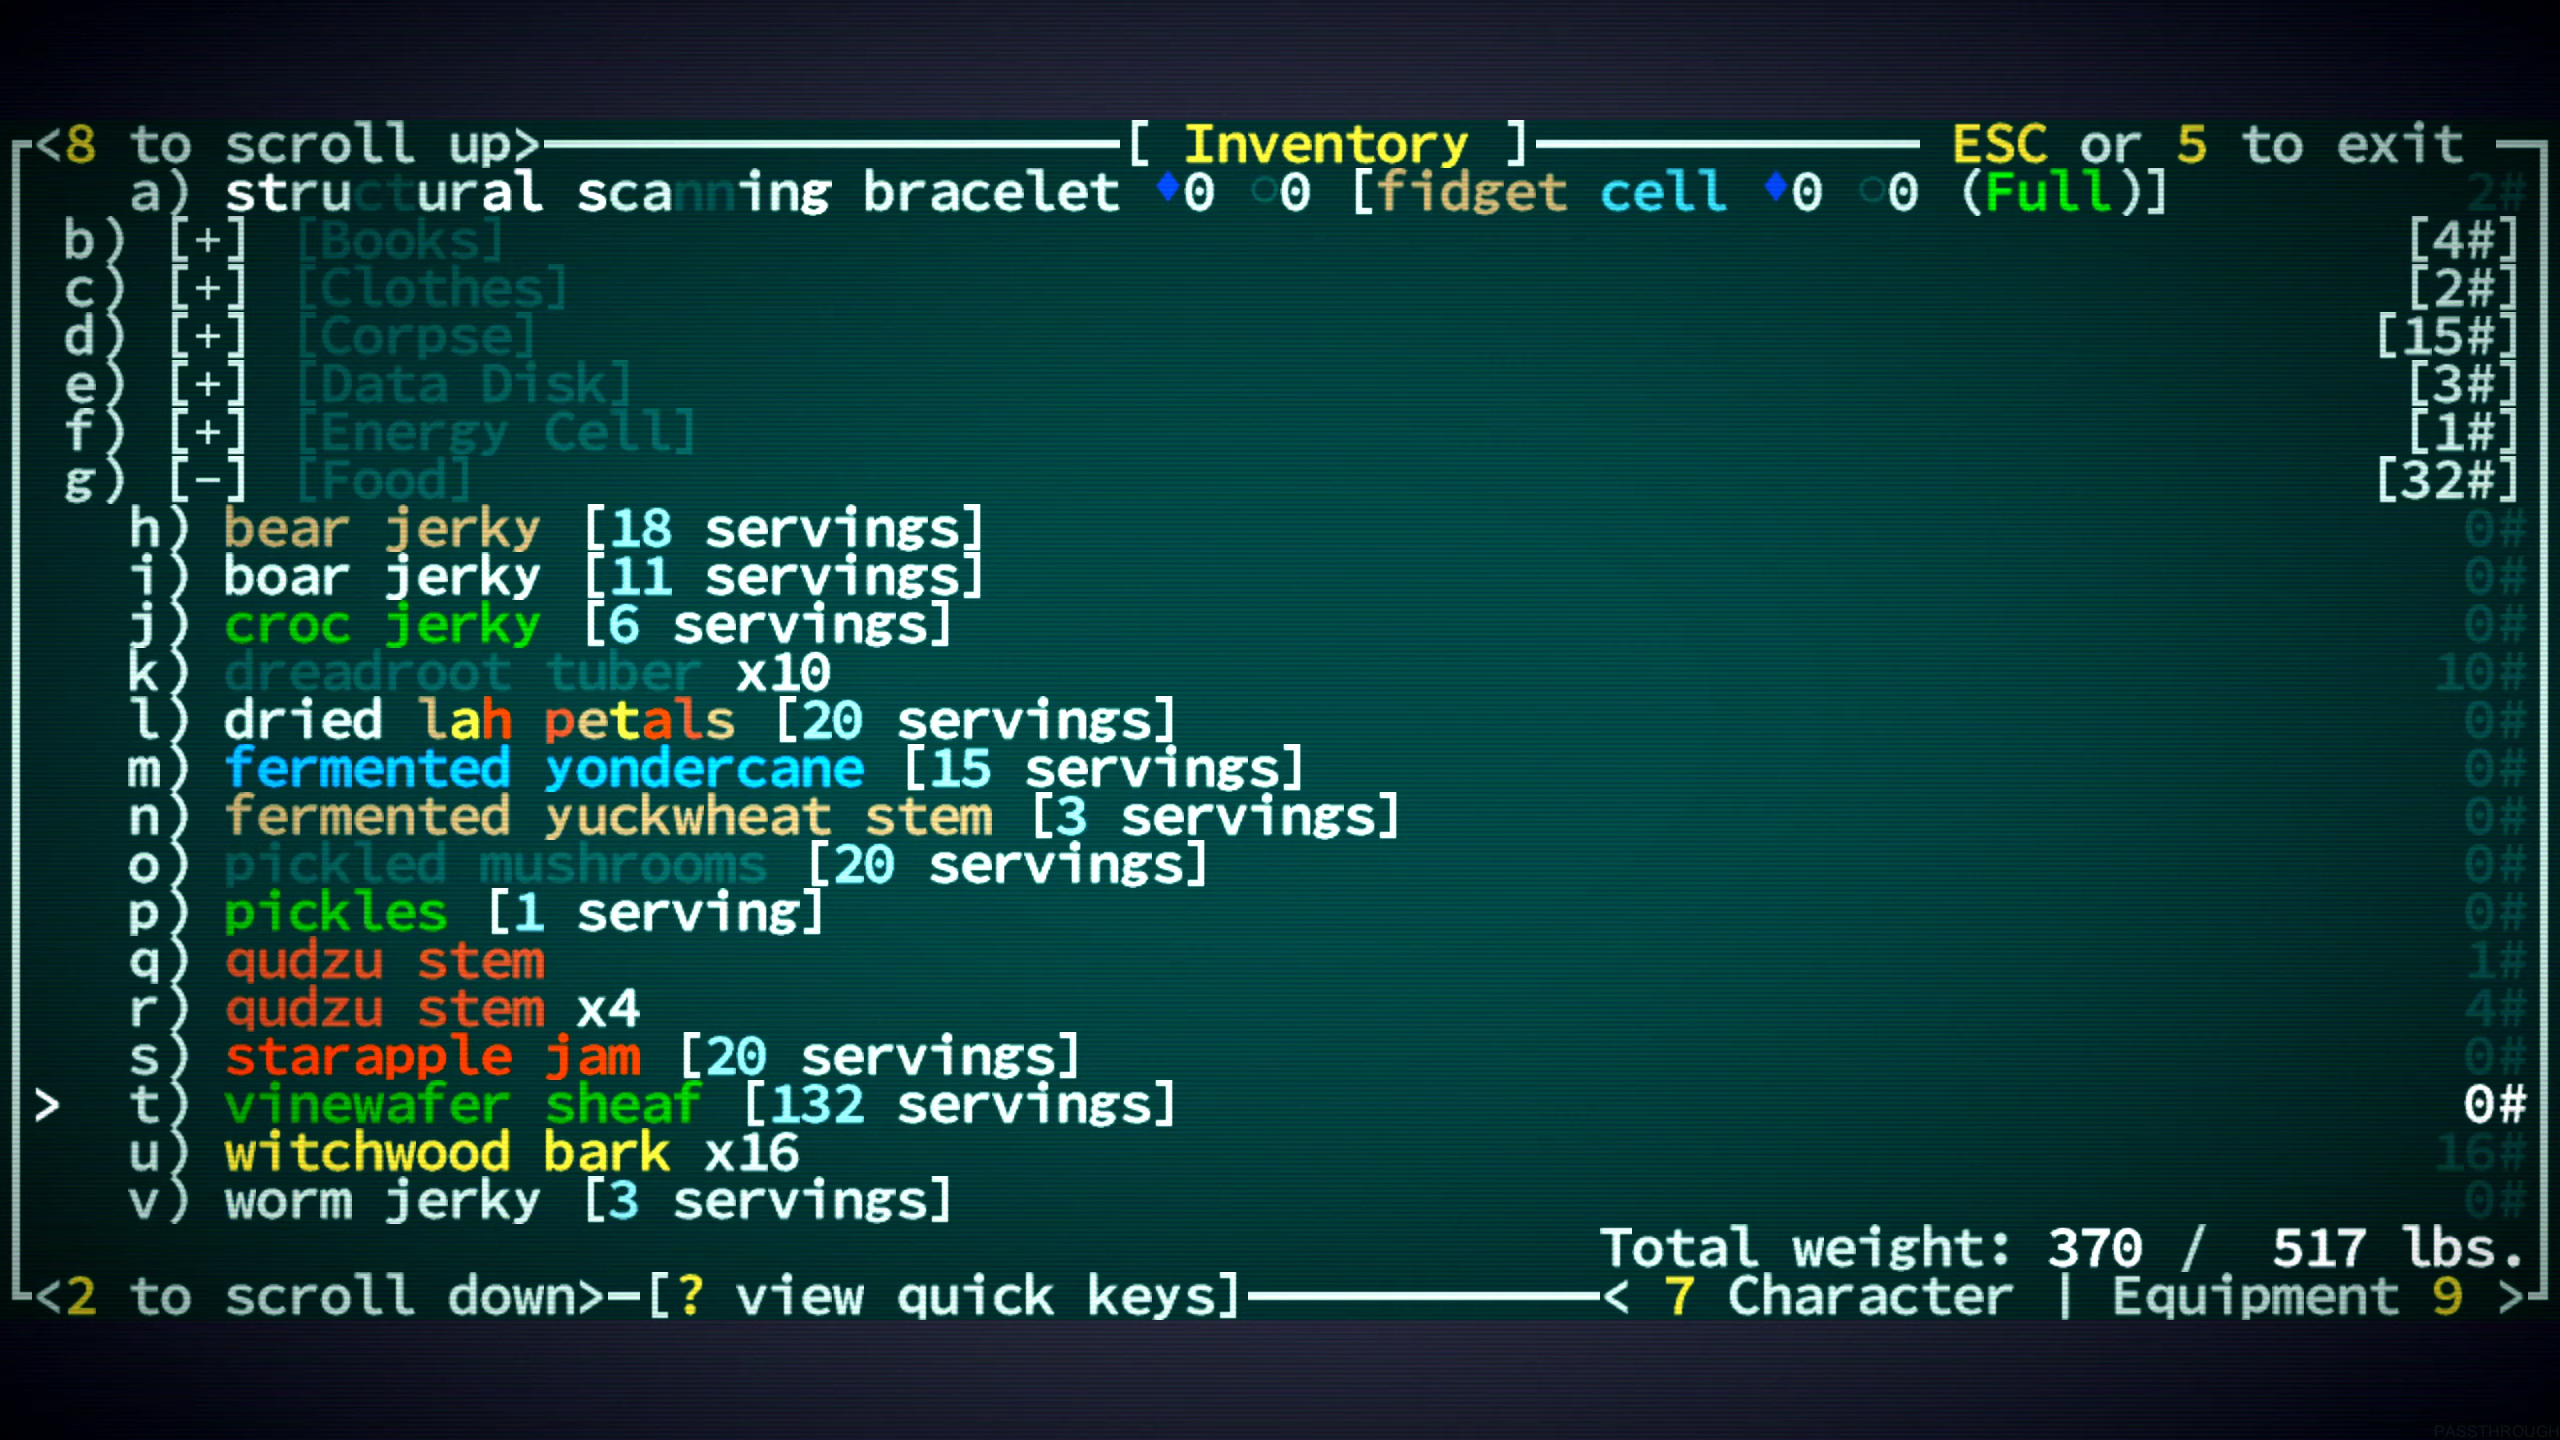 <8 to scroll up> [ Inventory ] ESC or 5 to exit
a) structural scanning bracelet ♦0 ○0 [fidget cell ♦0 ○0 (Full)] 2#
b) [+] [Books] [4#]
c) [+] [Clothes] [2#]
d) [+] [Corpse] [15#]
e) [+] [Data Disk] [3#]
f) [+] [Energy Cell] [1#]
g) [-] [Food] [32#]
h) bear jerky [18 servings] 0#
i) boar jerky [11 servings] 0#
j) croc jerky [6 servings] 0#
k) dreadroot tuber x10 10#
l) dried lah petals [20 servings] 0#
m) fermented yondercane [15 servings] 0#
n) fermented yuckwheat stem [3 servings] 0#
o) pickled mushrooms [20 servings] 0#
p) pickles [1 serving] 0#
q) qudzu stem 1#
r) qudzu stem x4 4#
s) starapple jam [20 servings] 0#
> t) vinewafer sheaf [132 servings] 0#
u) witchwood bark x16 16#
v) worm jerky [3 servings] 0#
Total weight: 370 / 517 lbs.
<2 to scroll down> [? view quick keys] < 7 Character | Equipment 9 >
PASSTHROUGH